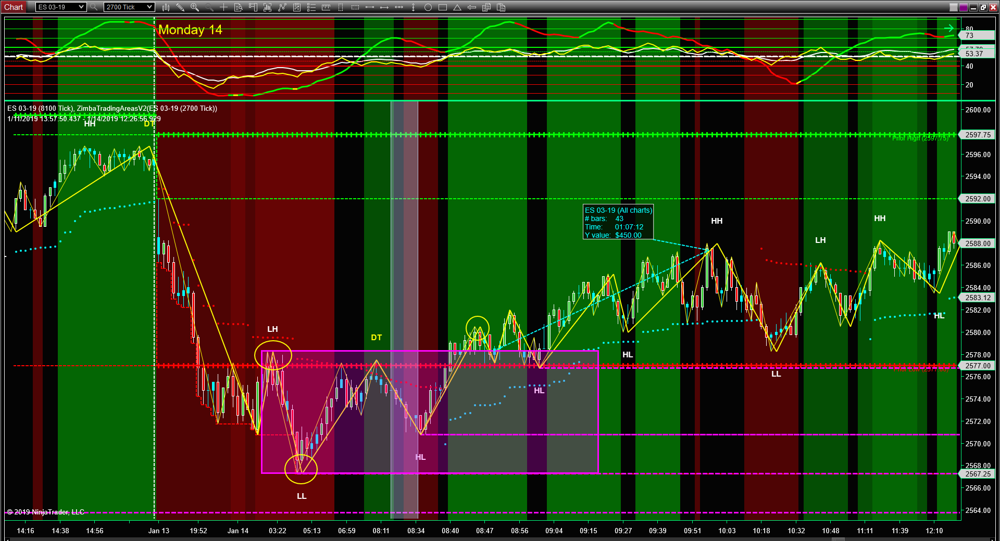 Chart ES 03-19 2700 Tick
Monday 14
80
73
53.37
40
20
ES 03-19 (8100 Tick), ZimbaTradingAreasV2(ES 03-19 (2700 Tick))
1/11/2019 13:57:50.437 - 1/14/2019 12:26:56.929
HH
DT
2600.00
2597.75
Prior High (2597.75)
2596.00
2594.00
2592.00
ES 03-19 (All charts)
# bars: 43
Time: 01:07:12
Y value: $450.00
HH
HH
2590.00
LH
2588.00
2586.00
2584.00
2583.12
2582.00
HL
LH
DT
2580.00
HL
2578.00
2577.00
LL
2576.00
HL
2574.00
2572.00
2570.00
HL
2568.00
2567.25
LL
2566.00
© 2019 NinjaTrader, LLC
2564.00
14:16 14:38 14:56 Jan 13 19:52 Jan 14 03:22 05:13 06:59 08:11 08:34 08:40 08:47 08:56 09:04 09:15 09:27 09:39 09:51 10:03 10:18 10:32 10:48 11:11 11:39 12:10